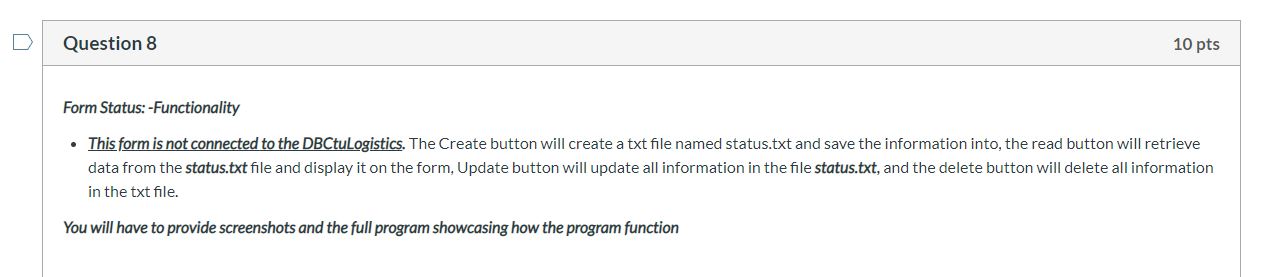 Question 8
10 pts
Form Status: -Functionality
• This form is not connected to the DBCtuLogistics. The Create button will create a txt file named status.txt and save the information into, the read button will retrieve
data from the status.txt file and display it on the form, Update button will update all information in the file status.txt, and the delete button will delete all information
in the txt file.
You will have to provide screenshots and the full program showcasing how the program function